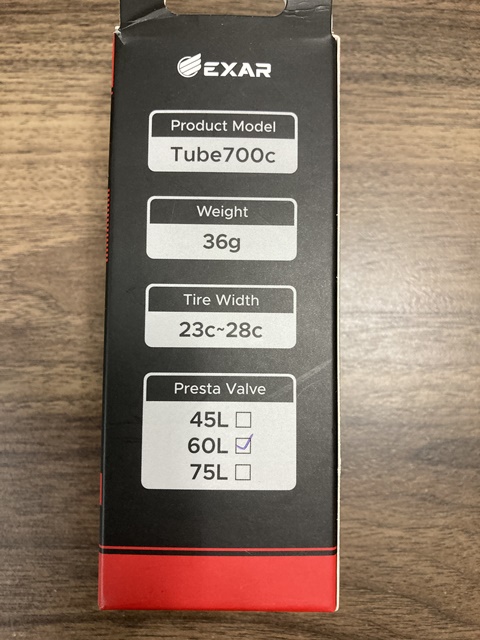 EXAR
Product Model
Tube700c
Weight
36g
Tire Width
23c~28c
Presta Valve
45L
60L
75L